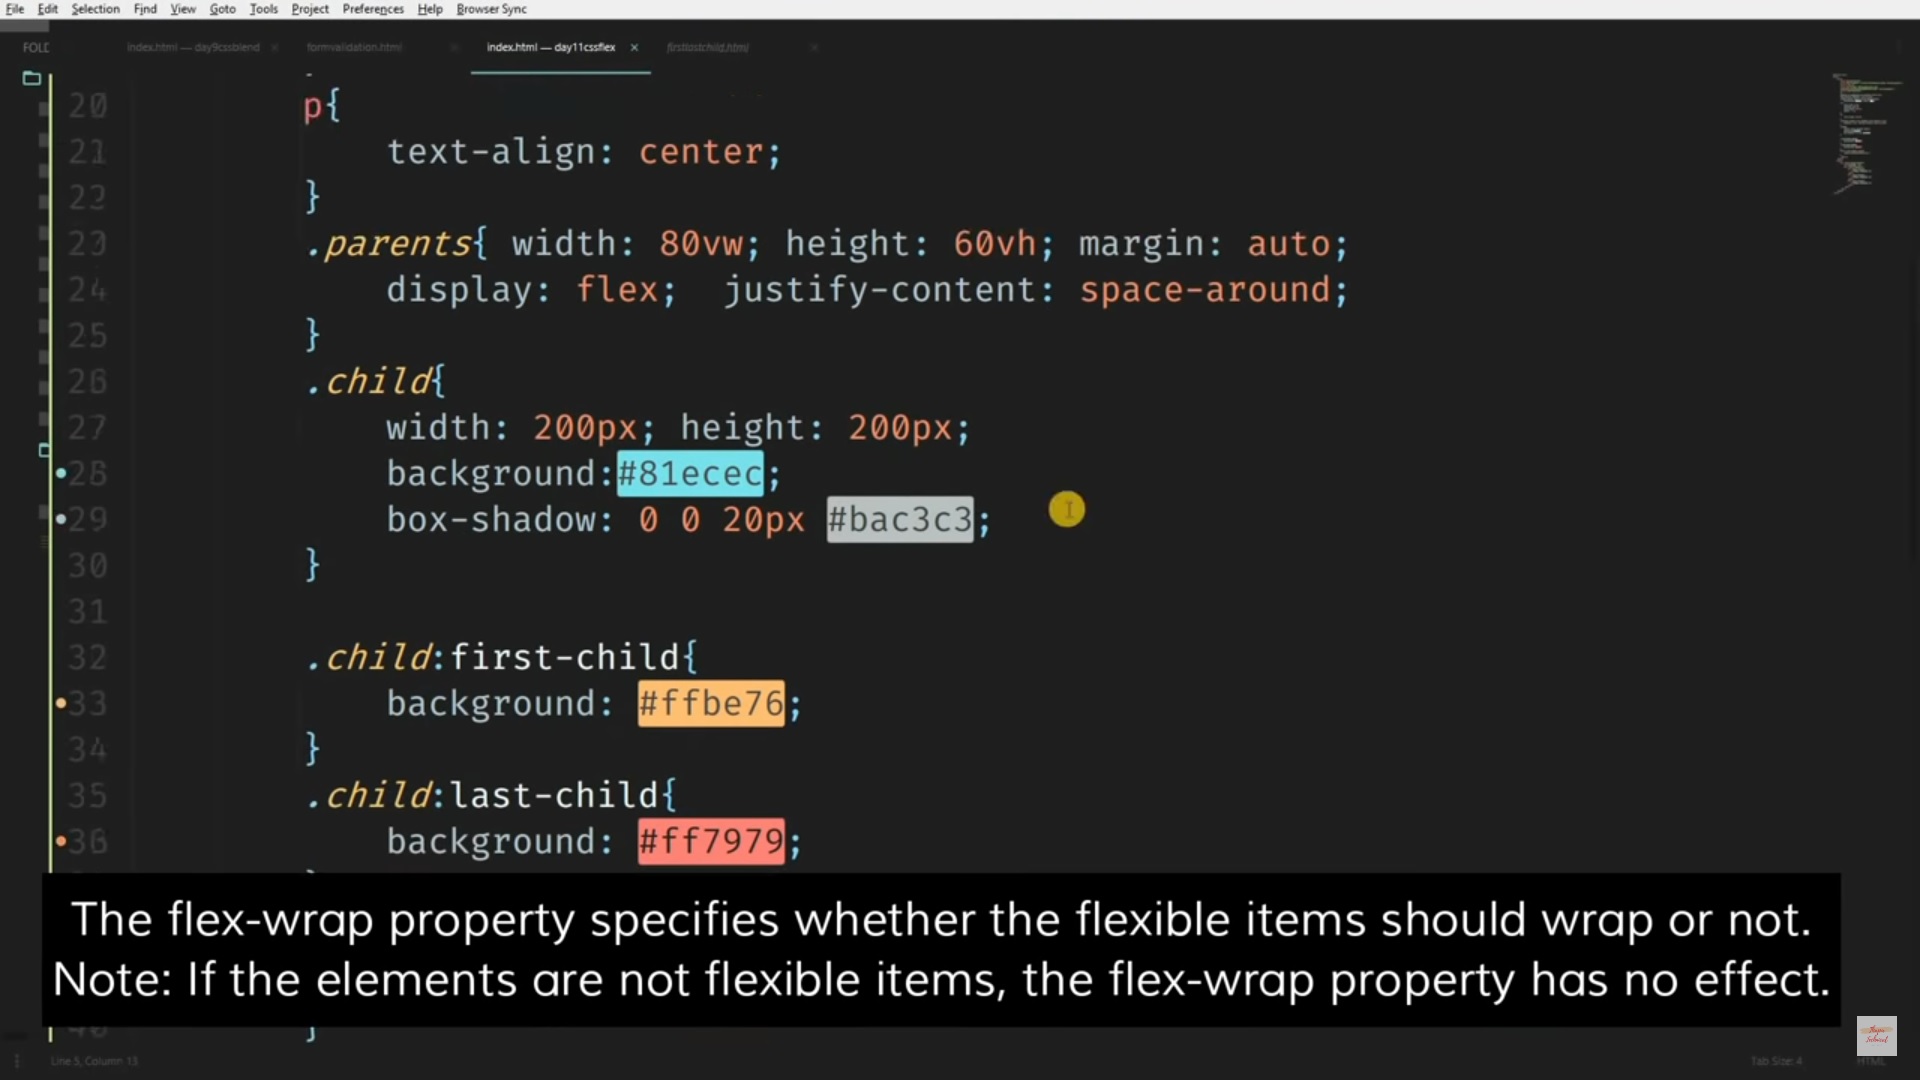 File Edit Selection Find View Goto Tools Project Preferences Help Browser Sync
FOLD index.html — day9cssblend × formvalidation.html × index.html — day11cssflex × firstlastchild.html ×
20 p{
21 text-align: center;
22 }
23 .parents{ width: 80vw; height: 60vh; margin: auto;
24 display: flex; justify-content: space-around;
25 }
26 .child{
27 width: 200px; height: 200px;
28 background:#81ecec;
29 box-shadow: 0 0 20px #bac3c3;
30 }
31
32 .child:first-child{
33 background: #ffbe76;
34 }
35 .child:last-child{
36 background: #ff7979;
The flex-wrap property specifies whether the flexible items should wrap or not.
Note: If the elements are not flexible items, the flex-wrap property has no effect.
40 }
Line 5, Column 13 Tab Size: 4 HTML